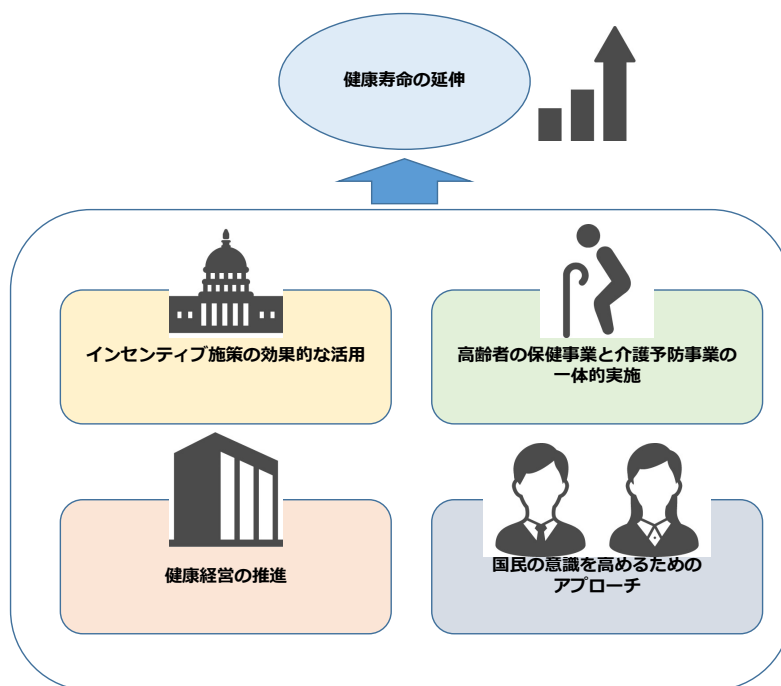 健康寿命の延伸
インセンティブ施策の効果的な活用
高齢者の保健事業と介護予防事業の
一体的実施
健康経営の推進
国民の意識を高めるための
アプローチ